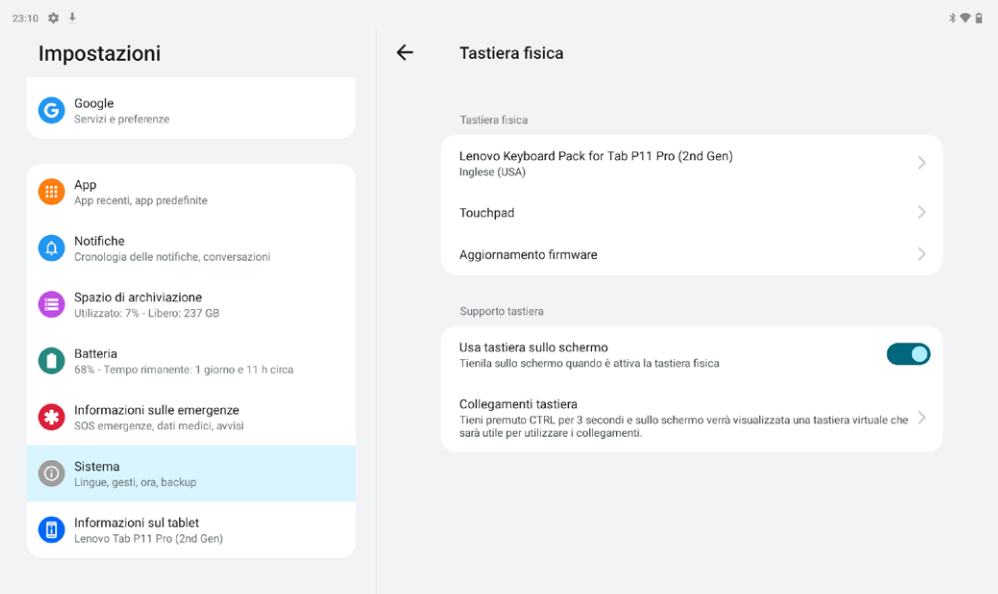 23:10
Impostazioni
Google
Servizi e preferenze
App
App recenti, app predefinite
Notifiche
Cronologia delle notifiche, conversazioni
Spazio di archiviazione
Utilizzato: 7% - Libero: 237 GB
Batteria
68% - Tempo rimanente: 1 giorno e 11 h circa
Informazioni sulle emergenze
SOS emergenze, dati medici, avvisi
Sistema
Lingue, gesti, ora, backup
Informazioni sul tablet
Lenovo Tab P11 Pro (2nd Gen)
Tastiera fisica
Tastiera fisica
Lenovo Keyboard Pack for Tab P11 Pro (2nd Gen)
Inglese (USA)
Touchpad
Aggiornamento firmware
Supporto tastiera
Usa tastiera sullo schermo
Tienila sullo schermo quando è attiva la tastiera fisica
Collegamenti tastiera
Tieni premuto CTRL per 3 secondi e sullo schermo verrà visualizzata una tastiera virtuale che
sarà utile per utilizzare i collegamenti.